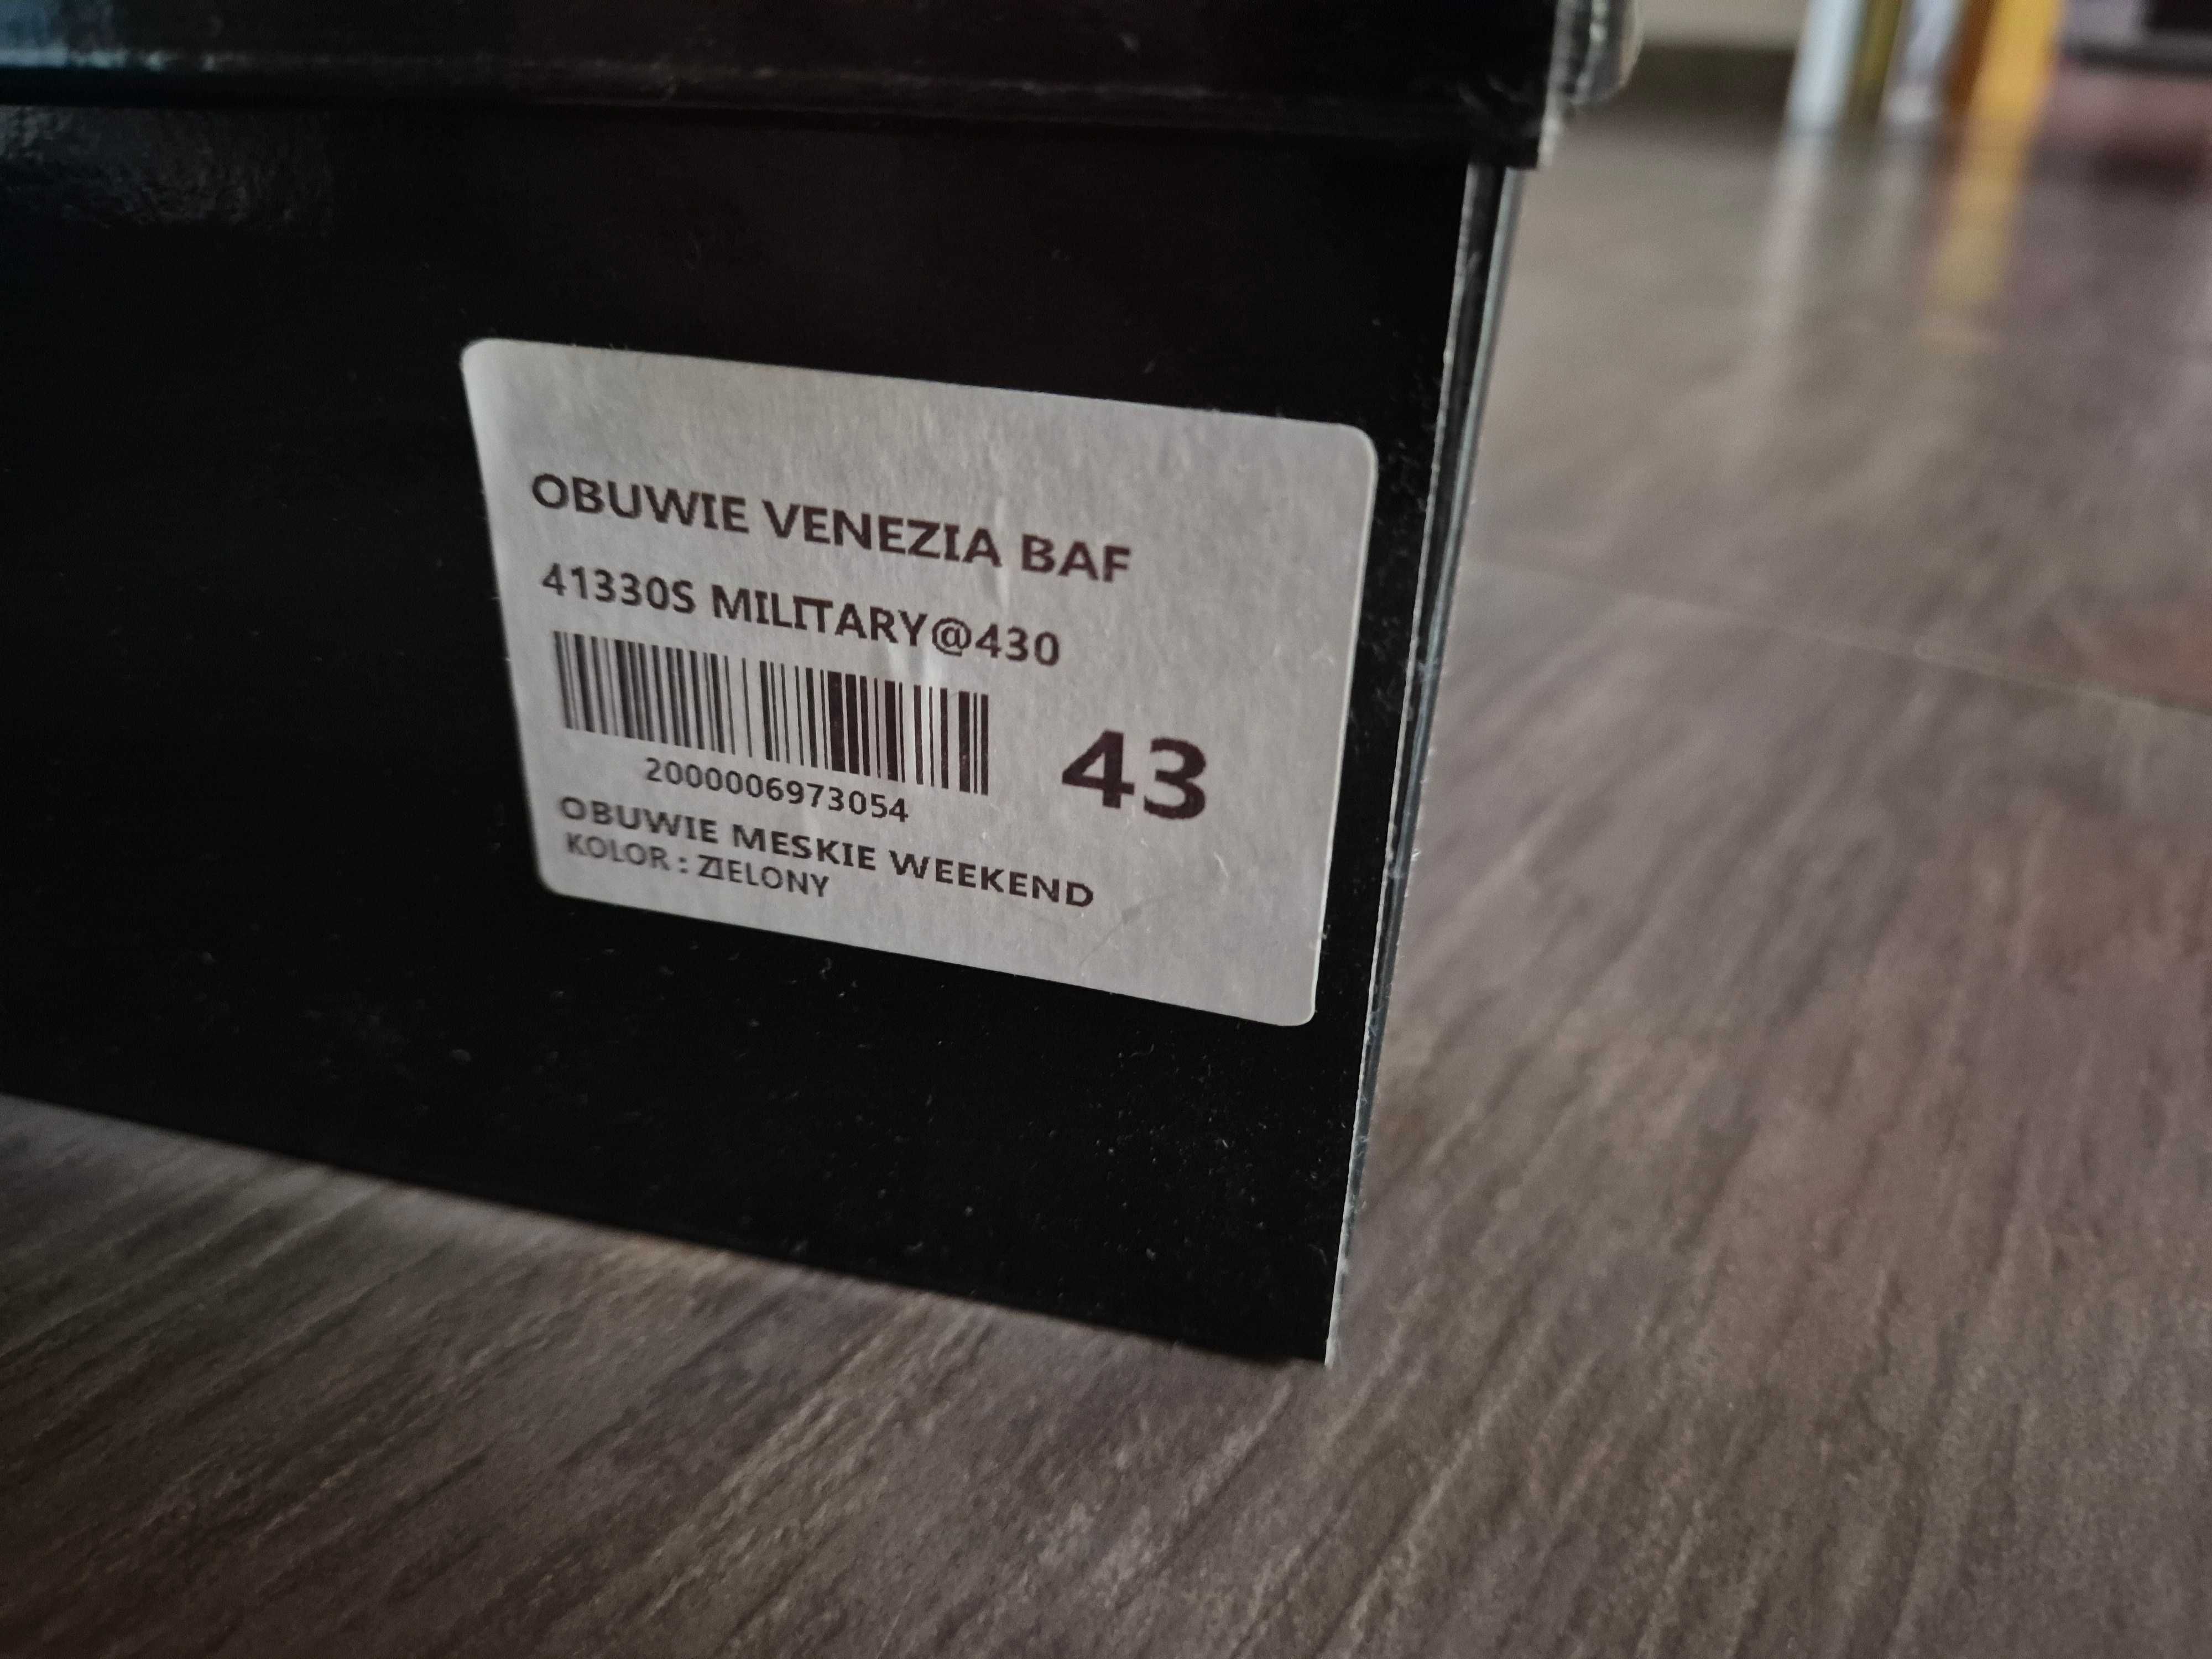 OBUWIE VENEZIA BAF
41330S MILITARY@430
43
2000006973054
OBUWIE MESKIE WEEKEND
KOLOR : ZIELONY